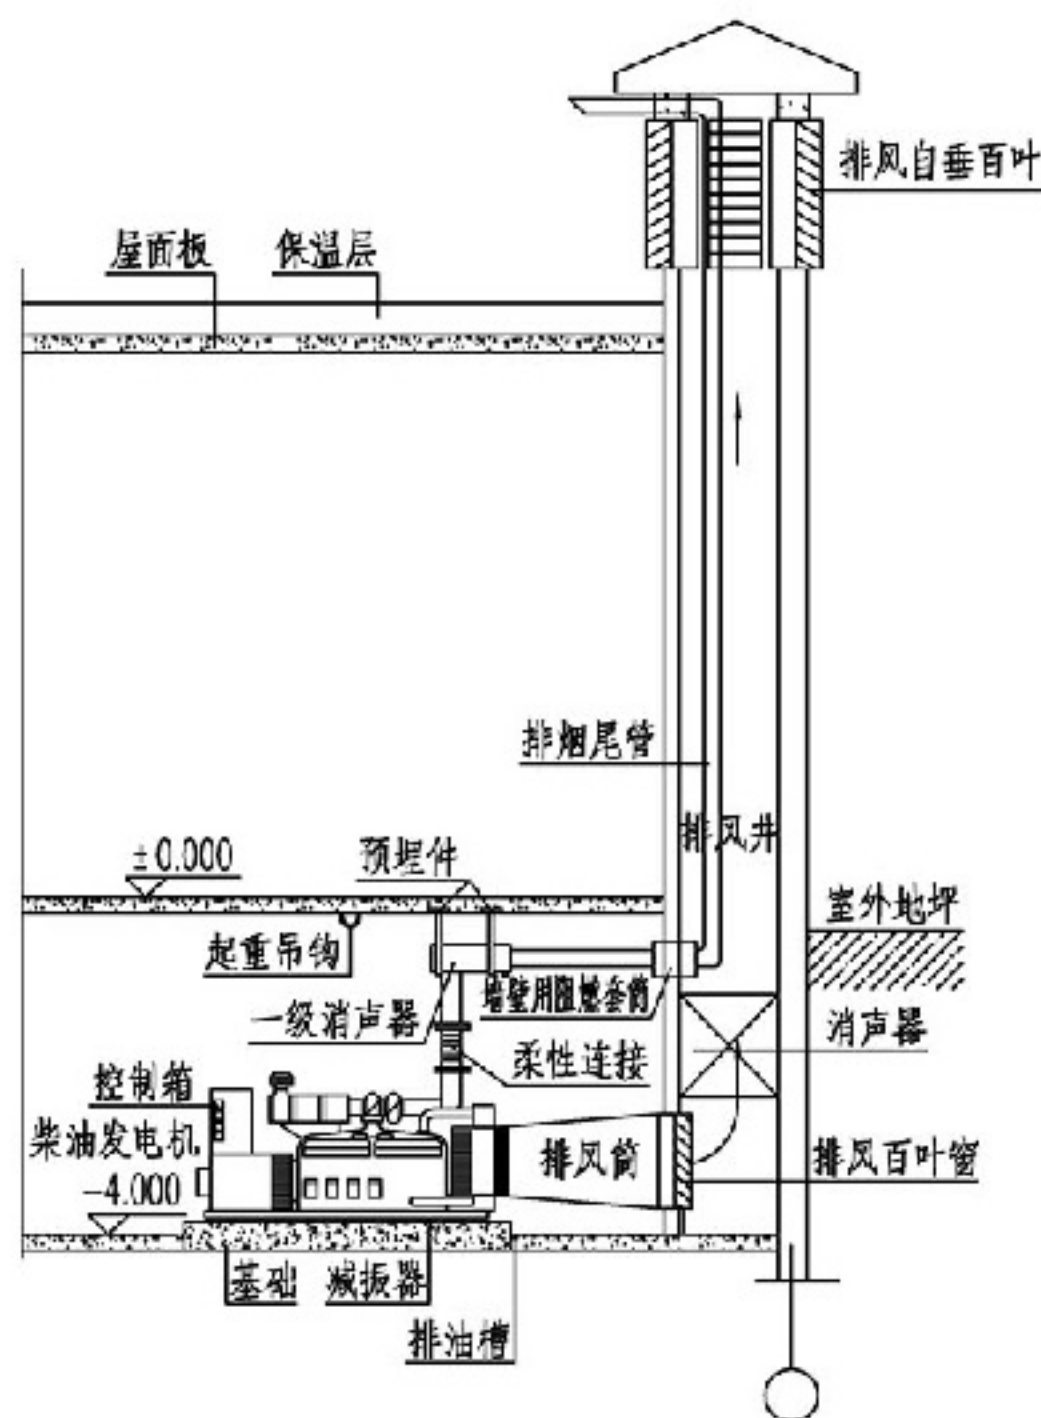 排风自垂百叶
屋面板
保温层
排烟尾管
排风井
±0.000
预埋件
室外地坪
起重吊钩
墙壁用阻燃套筒
一级消声器
消声器
柔性连接
控制箱
柴油发电机
排风筒
排风百叶窗
-4.000
基础
减振器
排油槽